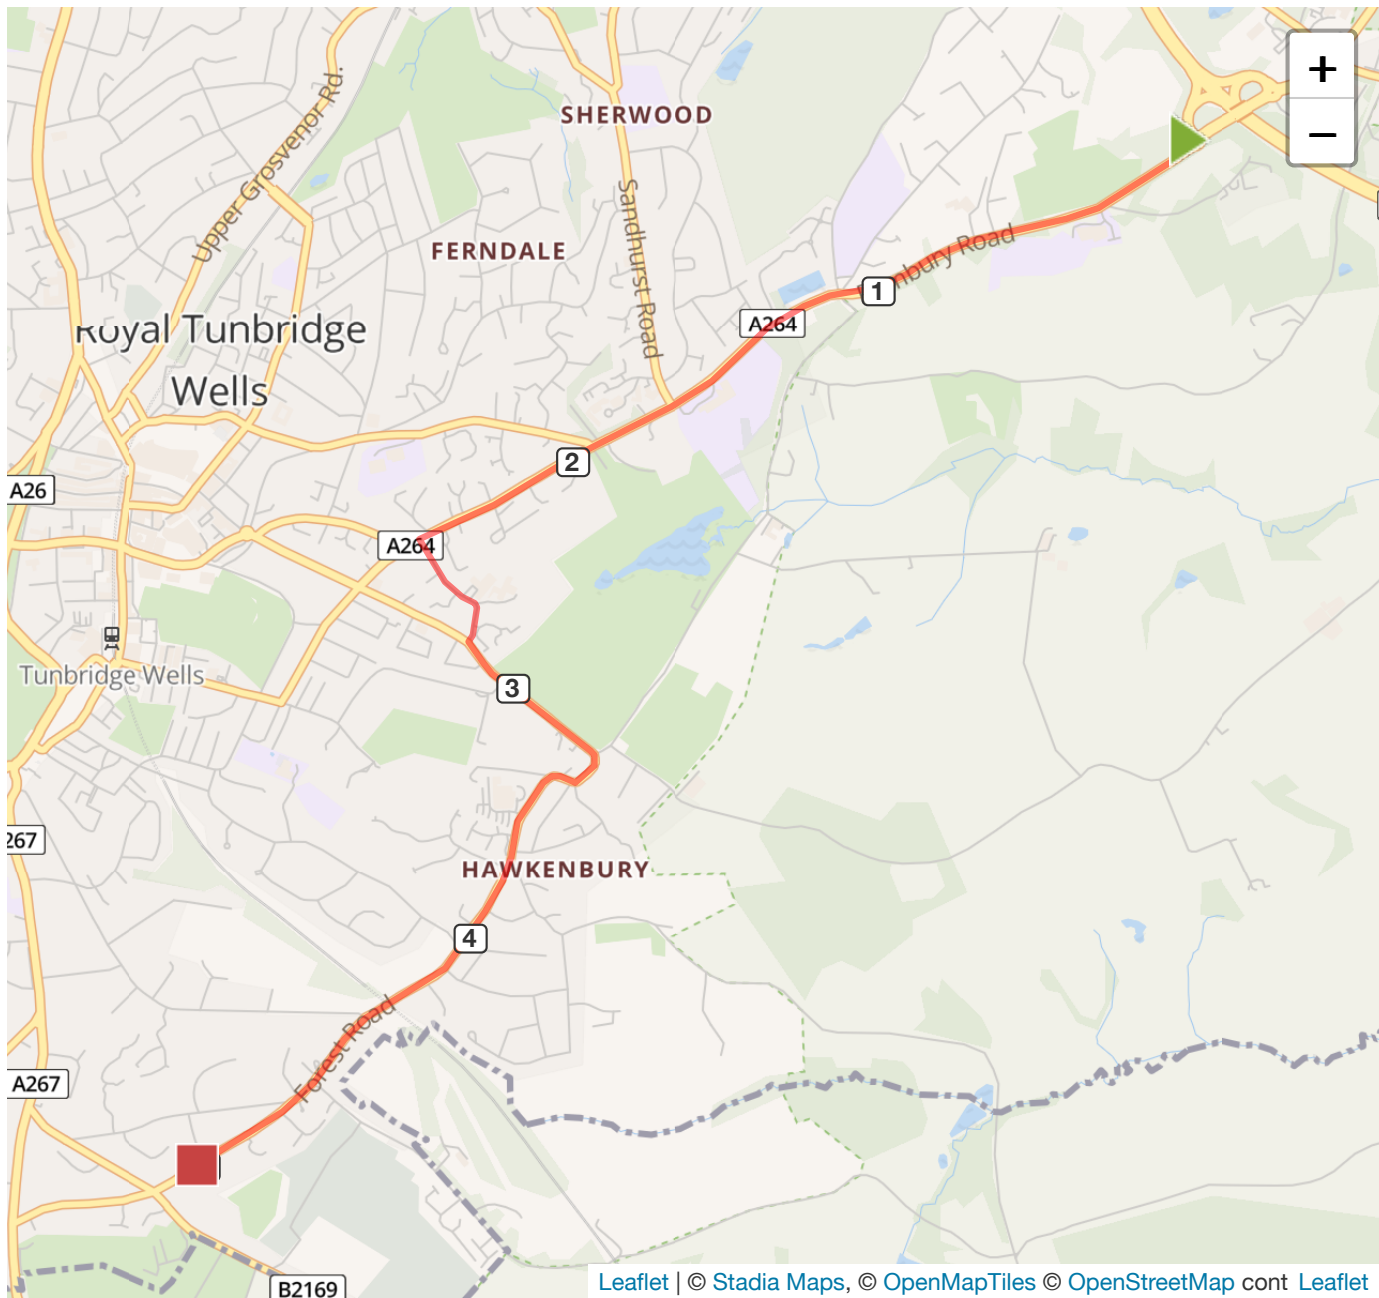 +
−
Upper Grosvenor Rd.
SHERWOOD
Sandhurst Road
FERNDALE
nbury Road
1
A264
Royal Tunbridge
Wells
2
A26
A264
Tunbridge Wells
3
267
HAWKENBURY
4
Forest Road
A267
B2169
Leaflet | © Stadia Maps, © OpenMapTiles © OpenStreetMap cont Leaflet